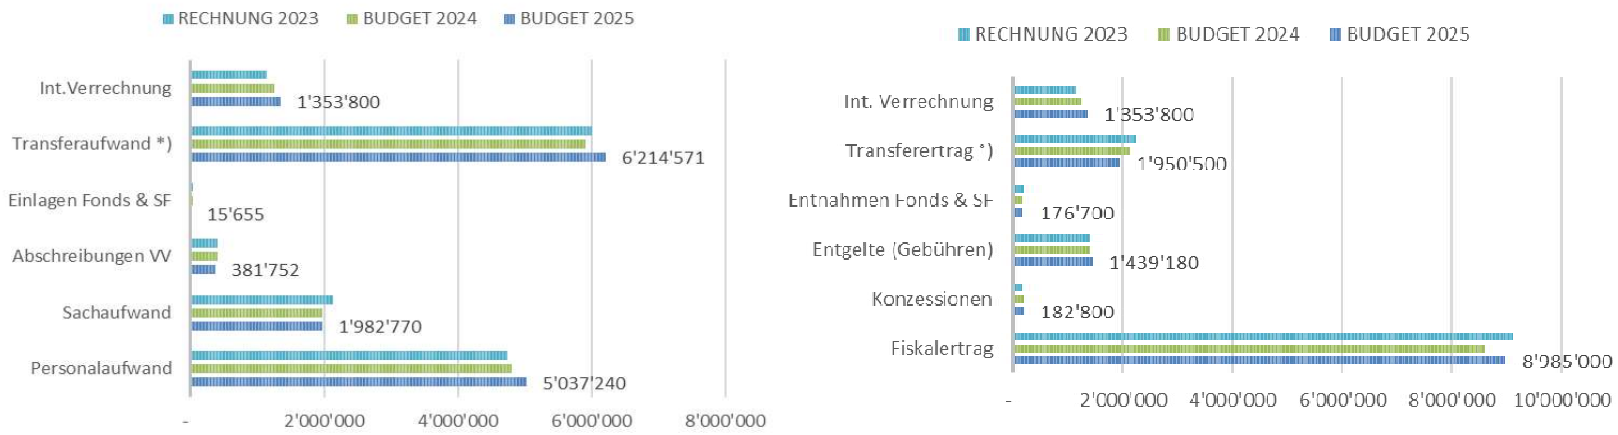 RECHNUNG 2023 BUDGET 2024 BUDGET 2025
Int.Verrechnung 1'353'800
Transferaufwand *) 6'214'571
Einlagen Fonds & SF 15'655
Abschreibungen VV 381'752
Sachaufwand 1'982'770
Personalaufwand 5'037'240
- 2'000'000 4'000'000 6'000'000 8'000'000
RECHNUNG 2023 BUDGET 2024 BUDGET 2025
Int. Verrechnung 1'353'800
Transferertrag *) 1'950'500
Entnahmen Fonds & SF 176'700
Entgelte (Gebühren) 1'439'180
Konzessionen 182'800
Fiskalertrag 8'985'000
- 2'000'000 4'000'000 6'000'000 8'000'000 10'000'000